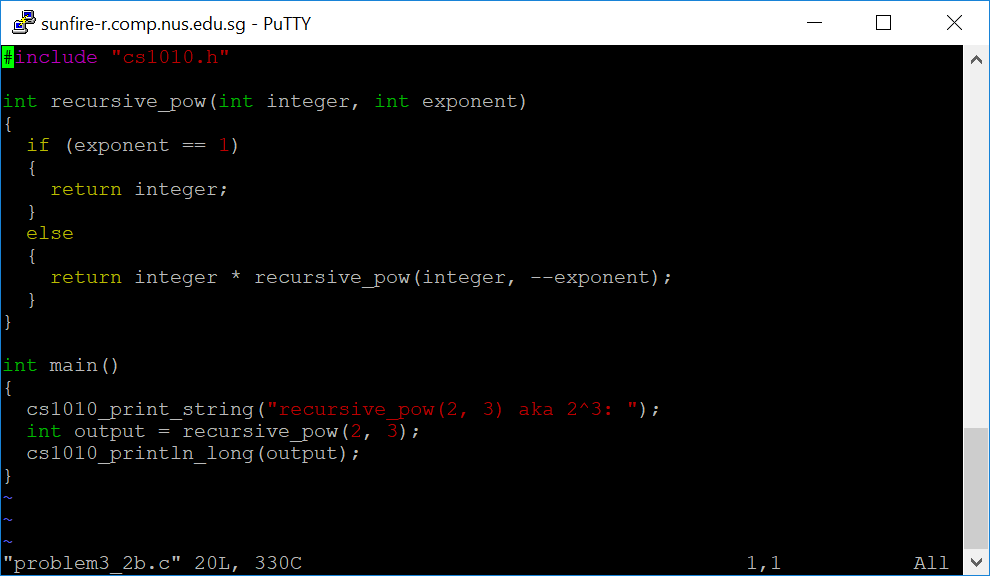 sunfire-r.comp.nus.edu.sg - PuTTY
#include "cs1010.h"
int recursive_pow(int integer, int exponent)
{
  if (exponent == 1)
  {
    return integer;
  }
  else
  {
    return integer * recursive_pow(integer, --exponent);
  }
}
int main()
{
  cs1010_print_string("recursive_pow(2, 3) aka 2^3: ");
  int output = recursive_pow(2, 3);
  cs1010_println_long(output);
}
~
~
~
"problem3_2b.c" 20L, 330C 1,1 All